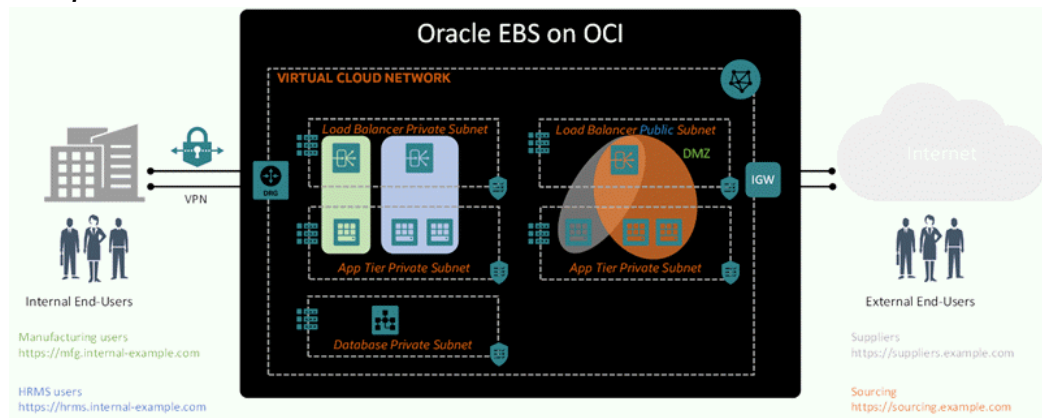 Oracle EBS on OCI
VIRTUAL CLOUD NETWORK
Load Balancer Private Subnet
Load Balancer Public Subnet
DMZ
VPN
DRG
IGW
Internet
App Tier Private Subnet
App Tier Private Subnet
Database Private Subnet
Internal End-Users
External End-Users
Manufacturing users
https://mfg.internal-example.com
HRMS users
https://hrms.internal-example.com
Suppliers
https://suppliers.example.com
Sourcing
https://sourcing.example.com